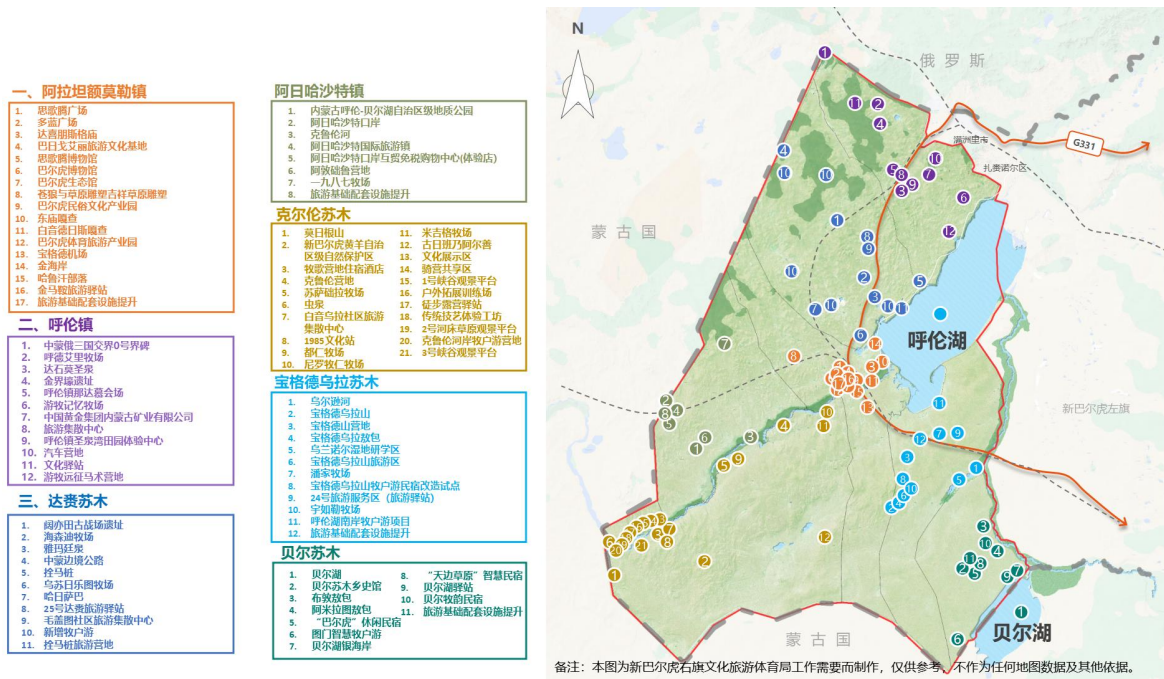 一、阿拉坦额莫勒镇
1. 思歌腾广场
2. 多蓝广场
3. 达喜朋斯格庙
4. 巴日戈艾丽旅游文化基地
5. 思歌腾博物馆
6. 巴尔虎博物馆
7. 巴尔虎生态馆
8. 苍狼与草原雕塑吉祥草原雕塑
9. 巴尔虎民俗文化产业园
10. 东庙嘎查
11. 白音德日斯嘎查
12. 巴尔虎体育旅游产业园
13. 宝格德机场
14. 金海岸
15. 哈鲁汗部落
16. 金马鞍旅游驿站
17. 旅游基础配套设施提升
二、呼伦镇
1. 中蒙俄三国交界0号界碑
2. 呼德艾里牧场
3. 达石莫圣泉
4. 金界壕遗址
5. 呼伦镇那达慕会场
6. 游牧记忆牧场
7. 中国黄金集团内蒙古矿业有限公司
8. 旅游集散中心
9. 呼伦镇圣泉湾田园体验中心
10. 汽车营地
11. 文化驿站
12. 游牧远征马术营地
三、达赉苏木
1. 阔亦田古战场遗址
2. 海森迪牧场
3. 雅玛廷泉
4. 中蒙边境公路
5. 拴马桩
6. 乌苏日乐图牧场
7. 哈日萨巴
8. 25号达赉旅游驿站
9. 毛盖图社区旅游集散中心
10. 新增牧户游
11. 拴马桩旅游营地
阿日哈沙特镇
1. 内蒙古呼伦-贝尔湖自治区级地质公园
2. 阿日哈沙特口岸
3. 克鲁伦河
4. 阿日哈沙特国际旅游镇
5. 阿日哈沙特口岸互贸免税购物中心(体验店)
6. 阿敦础鲁营地
7. 一九八七牧场
8. 旅游基础配套设施提升
克尔伦苏木
1. 莫日根山
2. 新巴尔虎黄羊自治
区级自然保护区
3. 牧歌营地住宿酒店
4. 克鲁伦营地
5. 苏萨础拉牧场
6. 虫泉
7. 白音乌拉社区旅游
集散中心
8. 1985文化站
9. 都仁牧场
10. 尼罗牧仁牧场
11. 米吉格牧场
12. 古日班乃阿尔善
13. 文化展示区
14. 骑营共享区
15. 1号峡谷观景平台
16. 户外拓展训练场
17. 徒步露营驿站
18. 传统技艺体验工坊
19. 2号河床草原观景平台
20. 克鲁伦河岸牧户游营地
21. 3号峡谷观景平台
宝格德乌拉苏木
1. 乌尔逊河
2. 宝格德乌拉山
3. 宝格德山营地
4. 宝格德乌拉敖包
5. 乌兰诺尔湿地研学区
6. 宝格德乌拉山旅游区
7. 潘家牧场
8. 宝格德乌拉山牧户游民宿改造试点
9. 24号旅游服务区（旅游驿站）
10. 宇如勒牧场
11. 呼伦湖南岸牧户游项目
12. 旅游基础配套设施提升
贝尔苏木
1. 贝尔湖
2. 贝尔苏木乡史馆
3. 布敦敖包
4. 阿米拉图敖包
5. “巴尔虎”休闲民宿
6. 图门智慧牧户游
7. 贝尔湖银海岸
8. “天边草原”智慧民宿
9. 贝尔湖驿站
10. 贝尔牧韵民宿
11. 旅游基础配套设施提升
N
俄罗斯
满洲里市
G331
扎赉诺尔区
蒙古国
呼伦湖
新巴尔虎左旗
蒙古国
贝尔湖
备注：本图为新巴尔虎右旗文化旅游体育局工作需要而制作，仅供参考，不作为任何地图数据及其他依据。